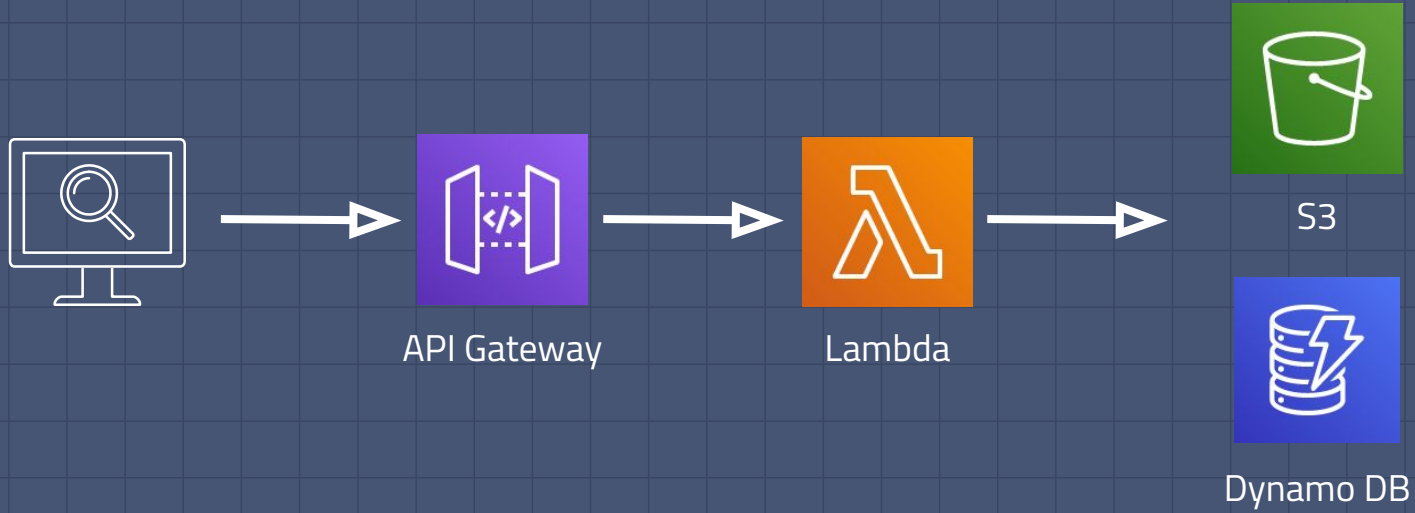 </>
S3
API Gateway
Lambda
Dynamo DB